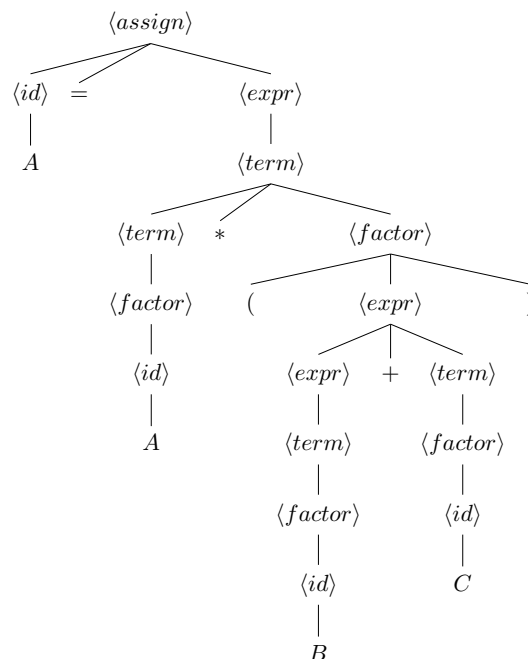 ⟨assign⟩
⟨id⟩ = ⟨expr⟩
A ⟨term⟩
⟨term⟩ * ⟨factor⟩
⟨factor⟩ ( ⟨expr⟩ )
⟨id⟩ ⟨expr⟩ + ⟨term⟩
A ⟨term⟩ ⟨factor⟩
⟨factor⟩ ⟨id⟩
⟨id⟩ C
B